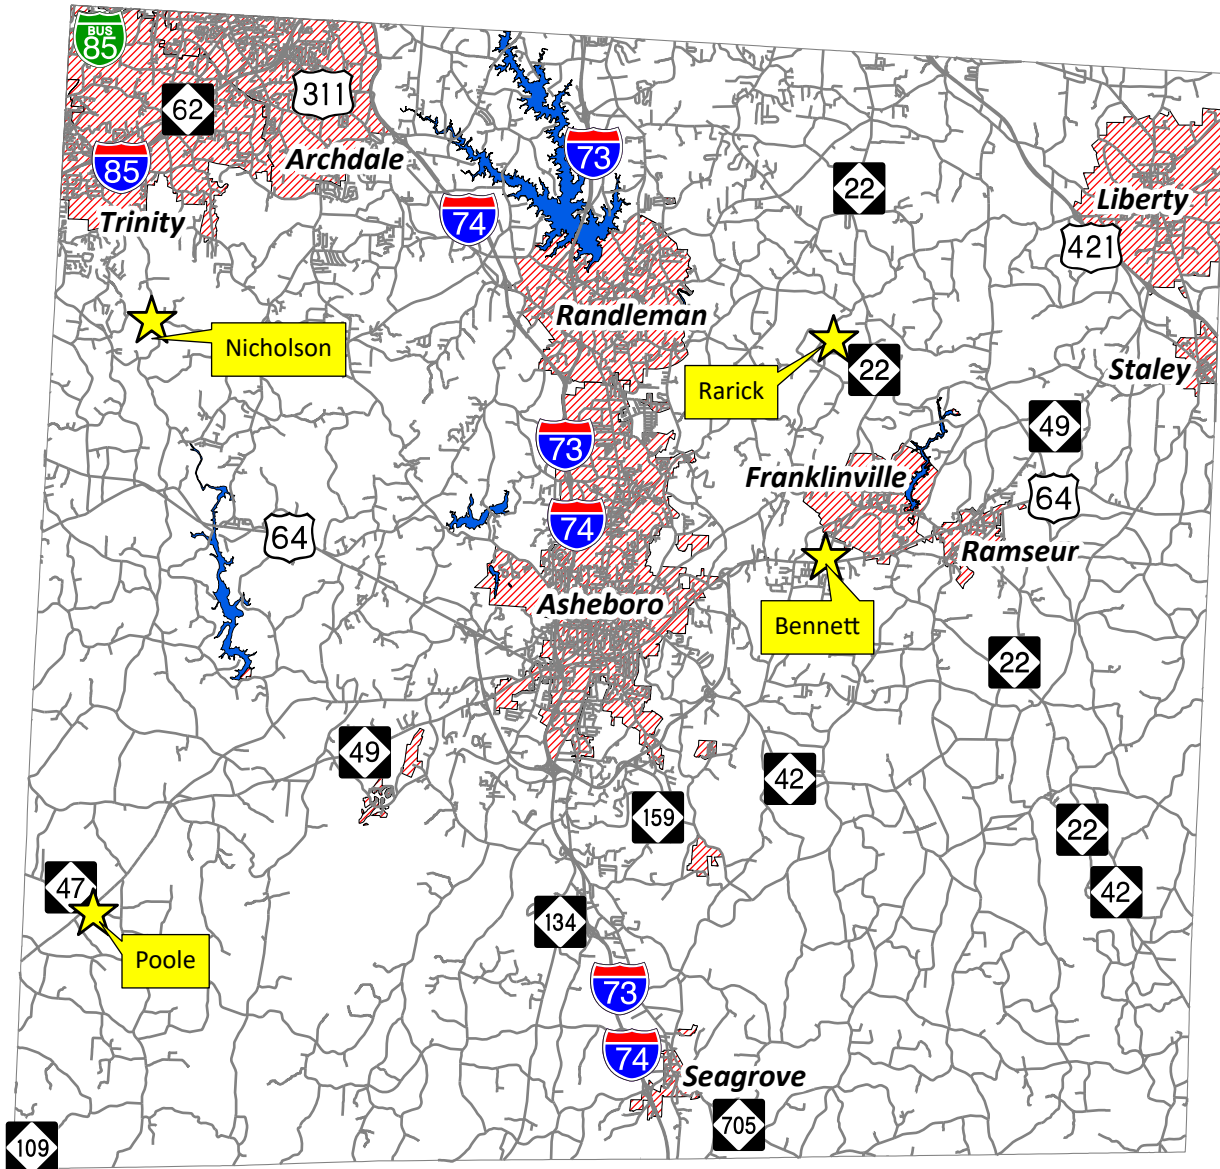 BUS
85
62
311
Archdale
73
85
74
22
Liberty
Trinity
421
Randleman
Nicholson
Rarick
22
Staley
49
73
Franklinville
64
74
64
Ramseur
Asheboro
Bennett
22
49
42
159
22
47
42
134
Poole
73
74
Seagrove
705
109